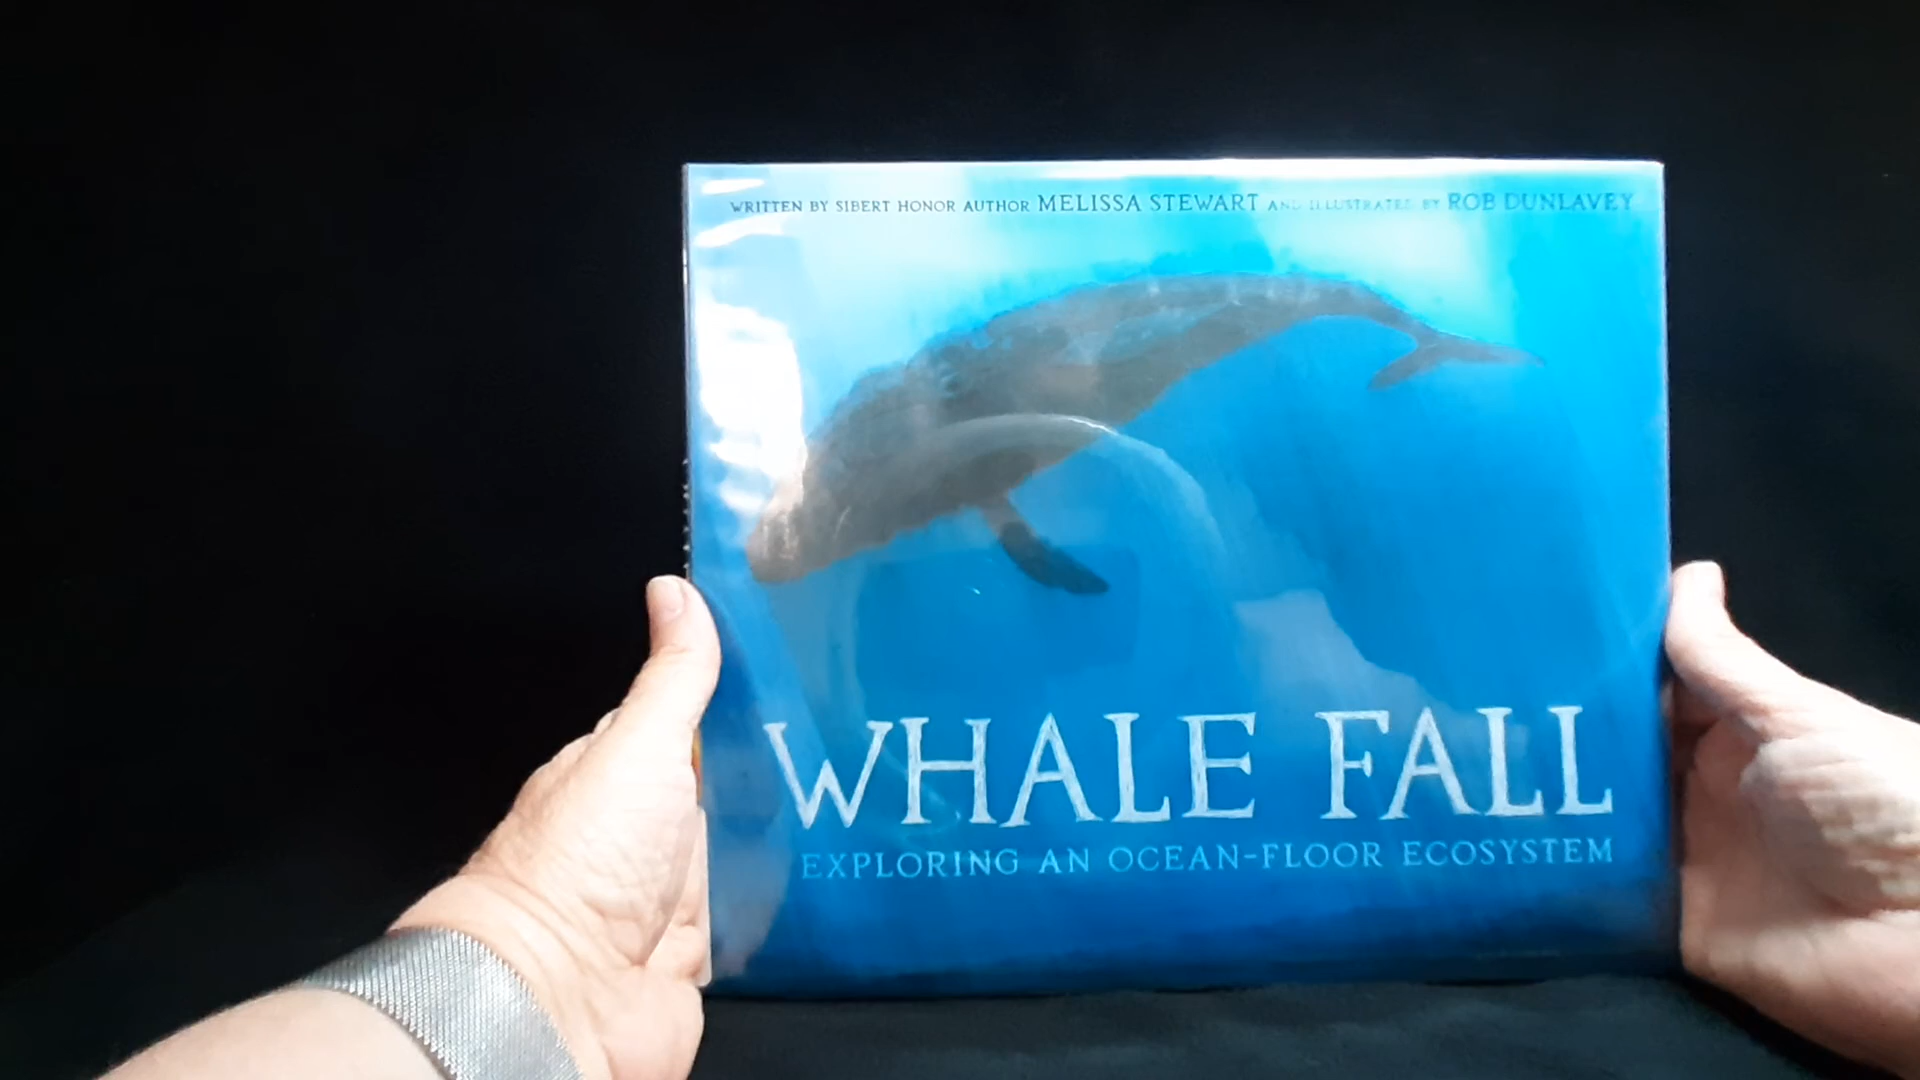 WRITTEN BY SIBERT HONOR AUTHOR MELISSA STEWART AND ILLUSTRATED BY ROB DUNLAVEY
WHALE FALL
EXPLORING AN OCEAN-FLOOR ECOSYSTEM